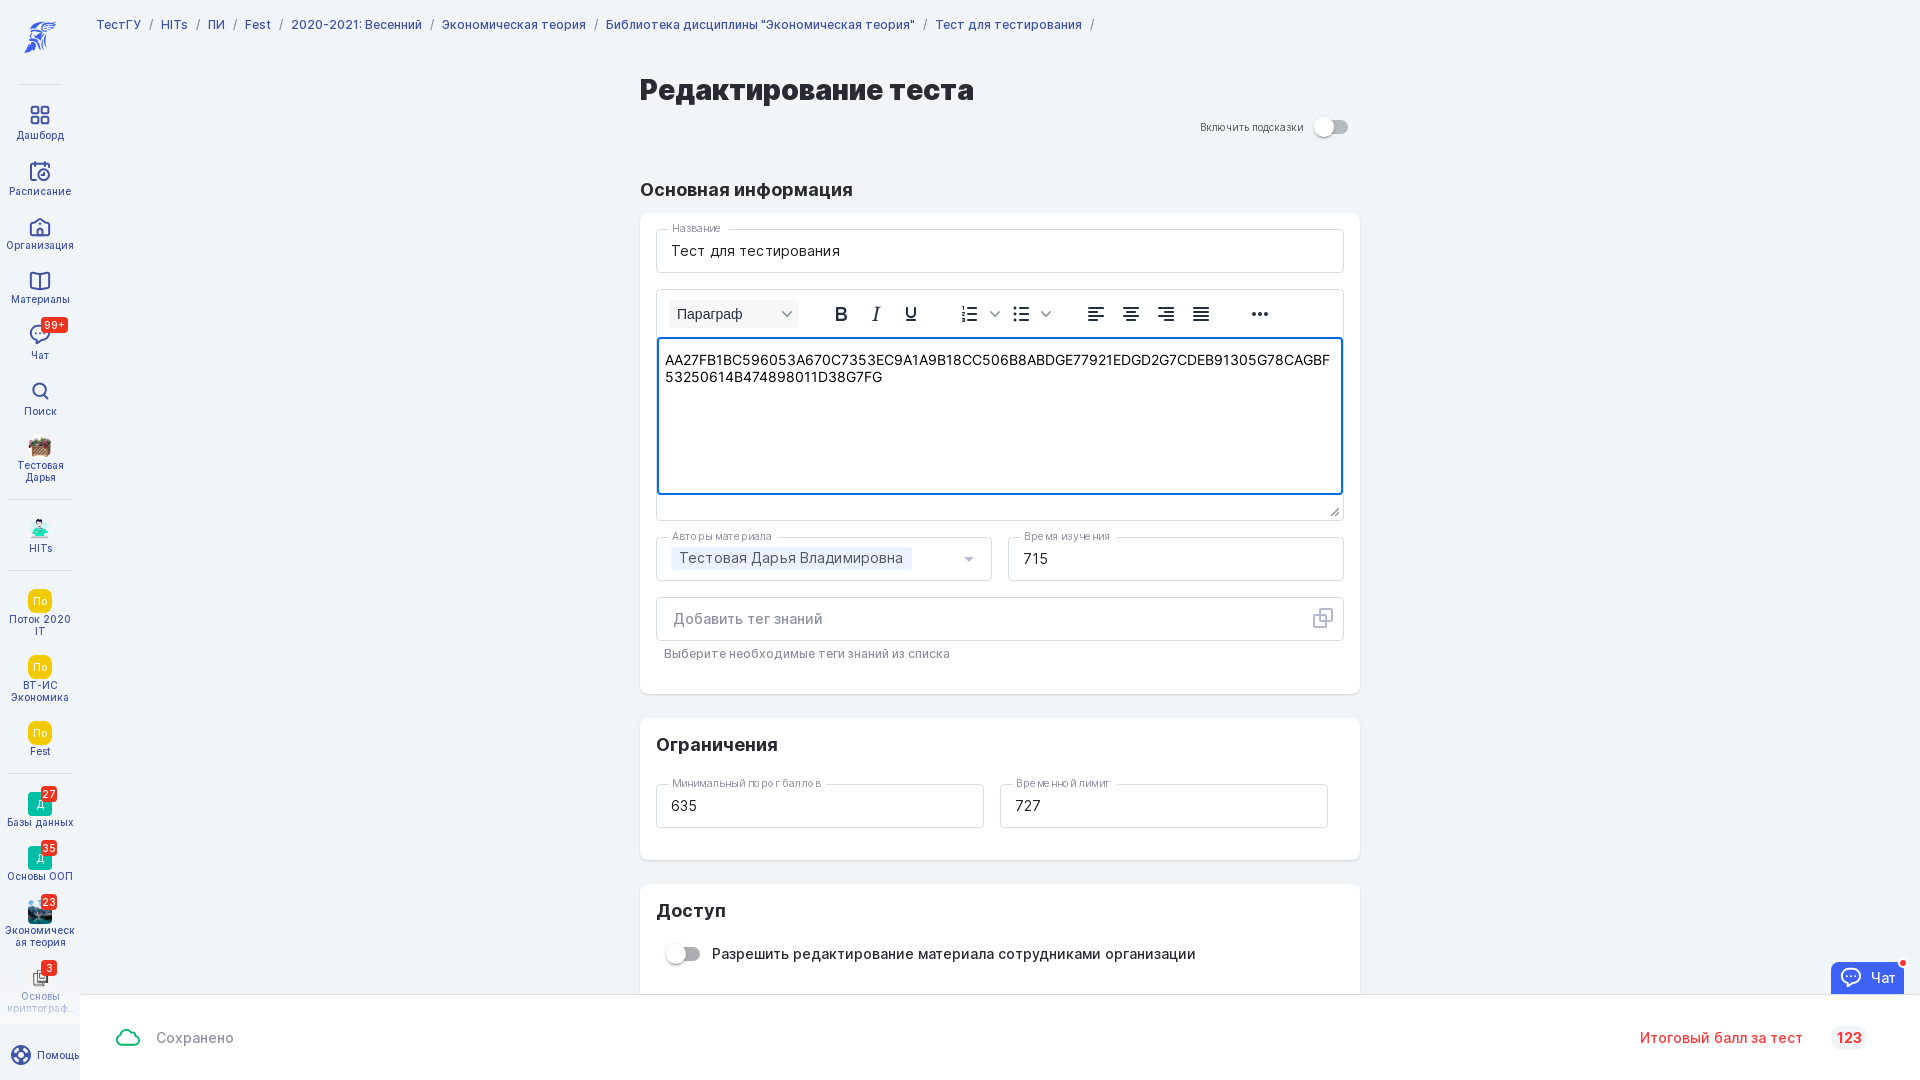 ТестГУ / HITs / ПИ / Fest / 2020-2021: Весенний / Экономическая теория / Библиотека дисциплины "Экономическая теория" / Тест для тестирования /
Дашборд
Расписание
Организация
Материалы
99+
Чат
Поиск
Тестовая
Дарья
HITs
По
Поток 2020
IT
По
ВТ-ИС
Экономика
По
Fest
27
Д
Базы данных
35
Д
Основы ООП
23
Экономическ
ая теория
3
Основы
криптограф...
Помощь
Редактирование теста
Включить подсказки
Основная информация
Название
Тест для тестирования
Параграф
AA27FB1BC596053A670C7353EC9A1A9B18CC506B8ABDGE77921EDGD2G7CDEB91305G78CAGBF
53250614B474898011D38G7FG
Авторы материала
Тестовая Дарья Владимировна
Время изучения
715
Добавить тег знаний
Выберите необходимые теги знаний из списка
Ограничения
Минимальный порог баллов
635
Временной лимит
727
Доступ
Разрешить редактирование материала сотрудниками организации
Чат
Сохранено
Итоговый балл за тест 123